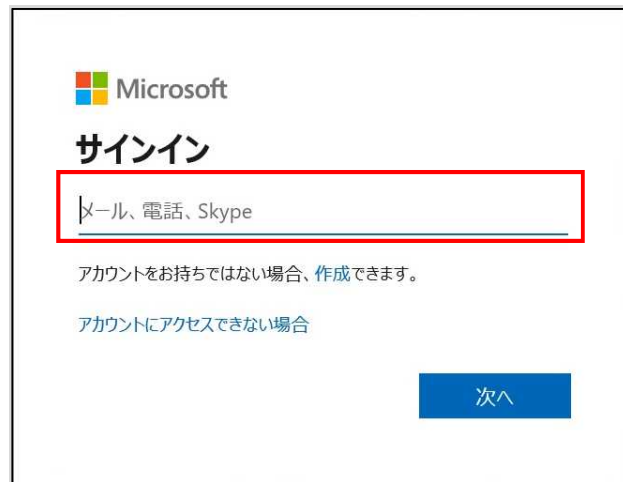 Microsoft
サインイン
メール、電話、Skype
アカウントをお持ちではない場合、作成できます。
アカウントにアクセスできない場合
次へ